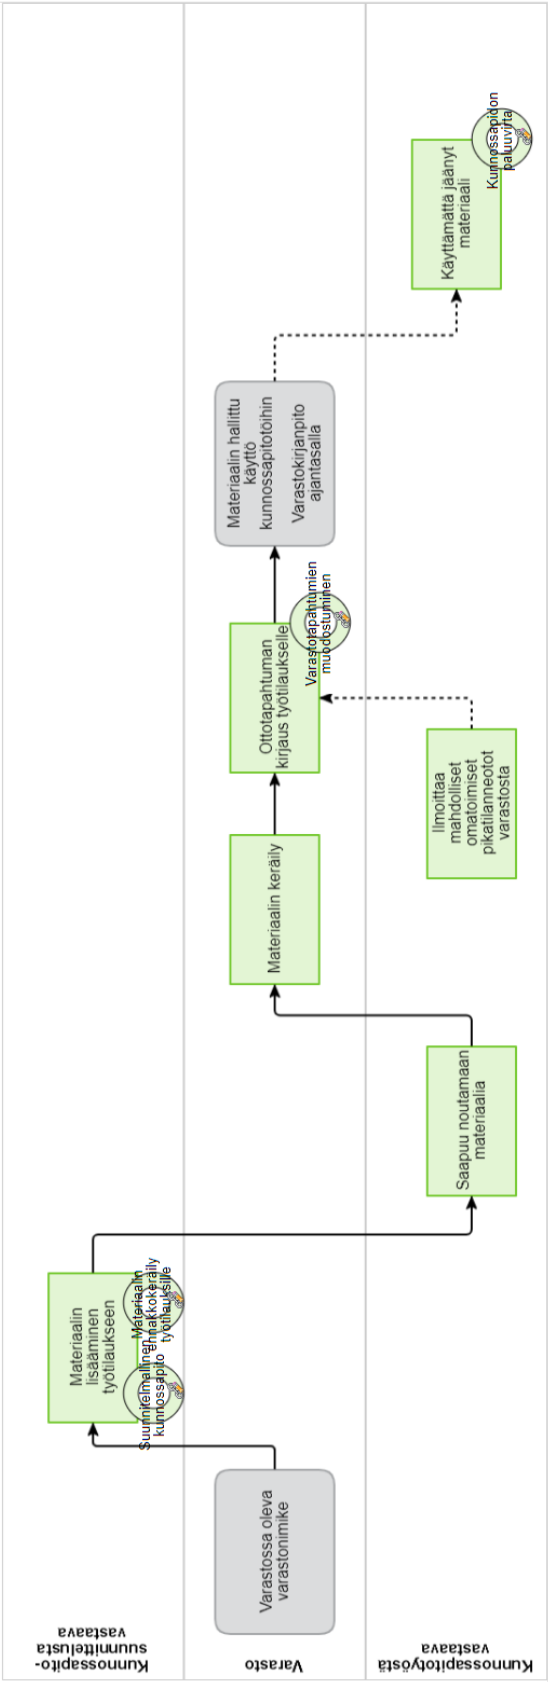 Kunnossapito-
suunnittelusta
vastaava
Varasto
Kunnossapitotyöstä
vastaava
Varastossa oleva
varastonimike
Materiaalin
lisääminen
työtilaukseen
Suunnitelmallinen
kunnossapito
Materiaalin
ennakkokeräily
työtilauksille
Saapuu noutamaan
materiaalia
Materiaalin keräily
Ilmoittaa
mahdolliset
omatoimiset
pikatilanneotot
varastosta
Ottotapahtuman
kirjaus työtilaukselle
Varastotapahtumien
muodostuminen
Materiaalin hallittu
käyttö
kunnossapitotöihin
Varastokirjanpito
ajantasalla
Käyttämättä jäänyt
materiaali
Kunnossapidon
paluuvirta